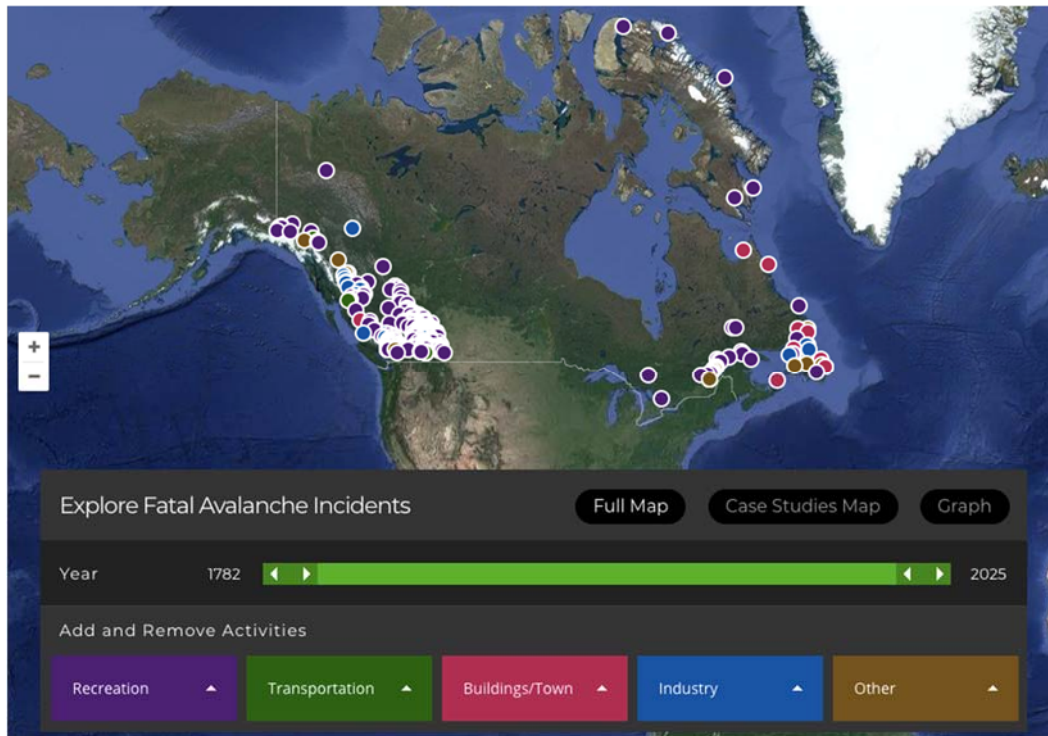 +
−
Explore Fatal Avalanche Incidents
Full Map
Case Studies Map
Graph
Year 1782 2025
Add and Remove Activities
Recreation
Transportation
Buildings/Town
Industry
Other